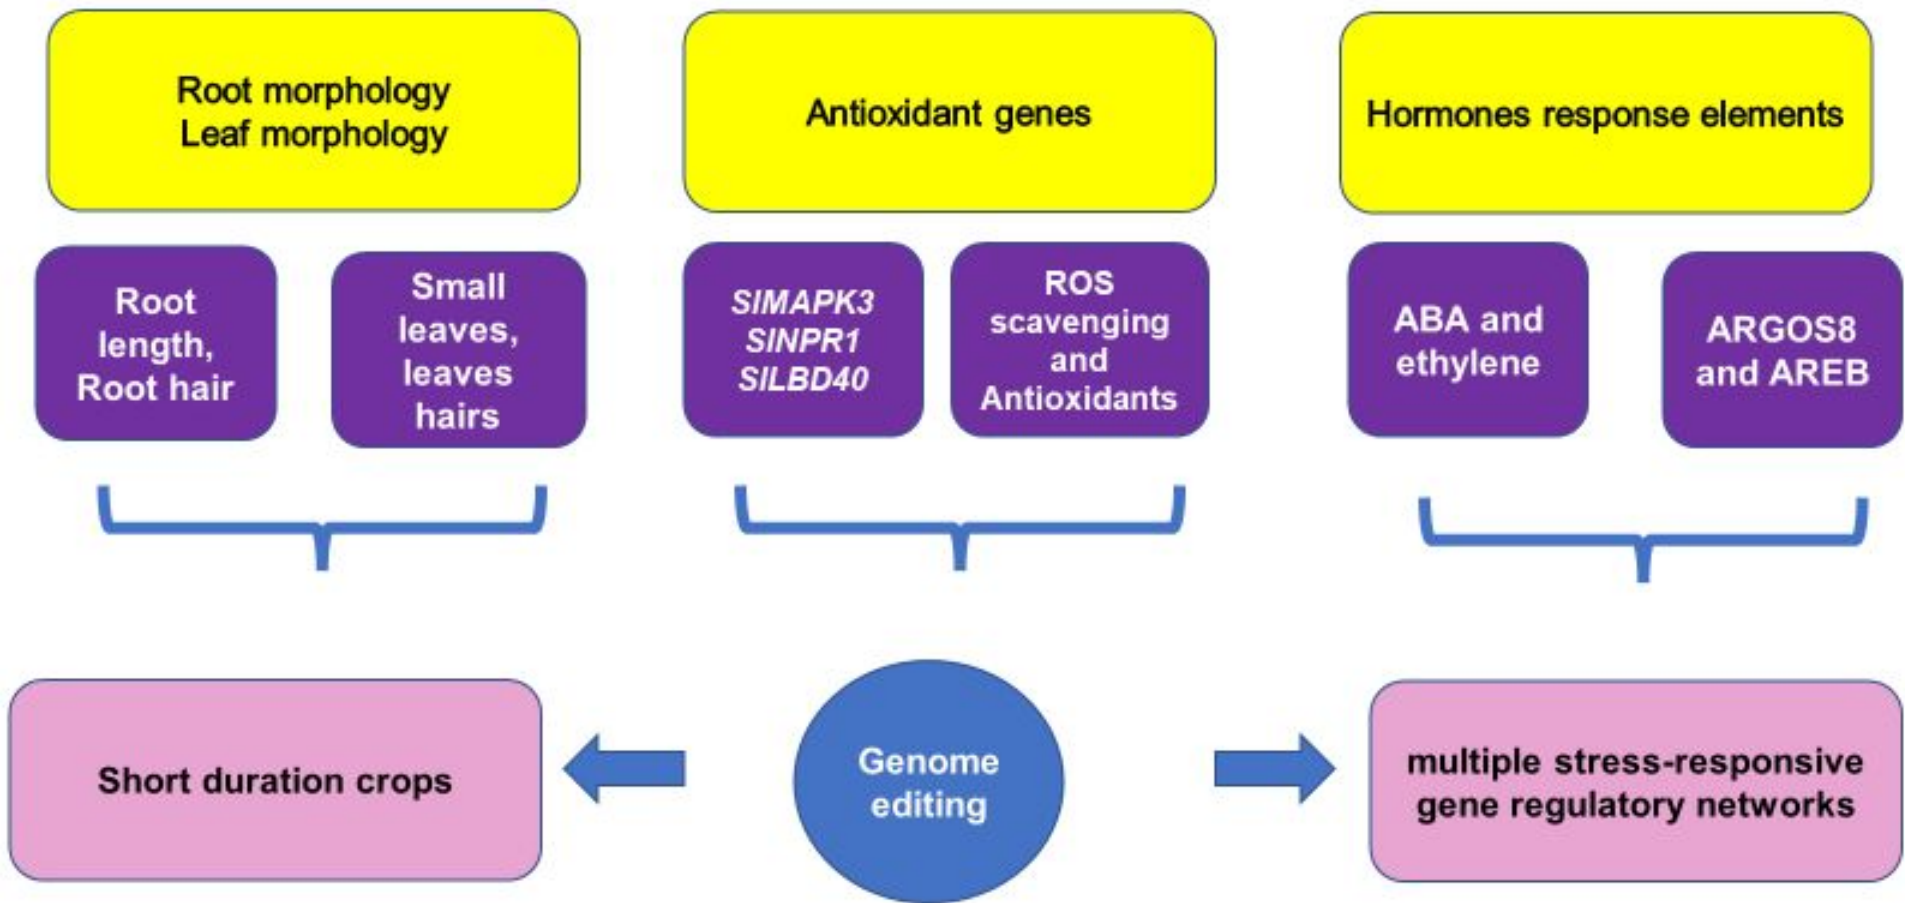 Root morphology
Leaf morphology
Antioxidant genes
Hormones response elements
Root
length,
Root hair
Small
leaves,
leaves
hairs
SlMAPK3
SlNPR1
SlLBD40
ROS
scavenging
and
Antioxidants
ABA and
ethylene
ARGOS8
and AREB
Short duration crops
Genome
editing
multiple stress-responsive
gene regulatory networks